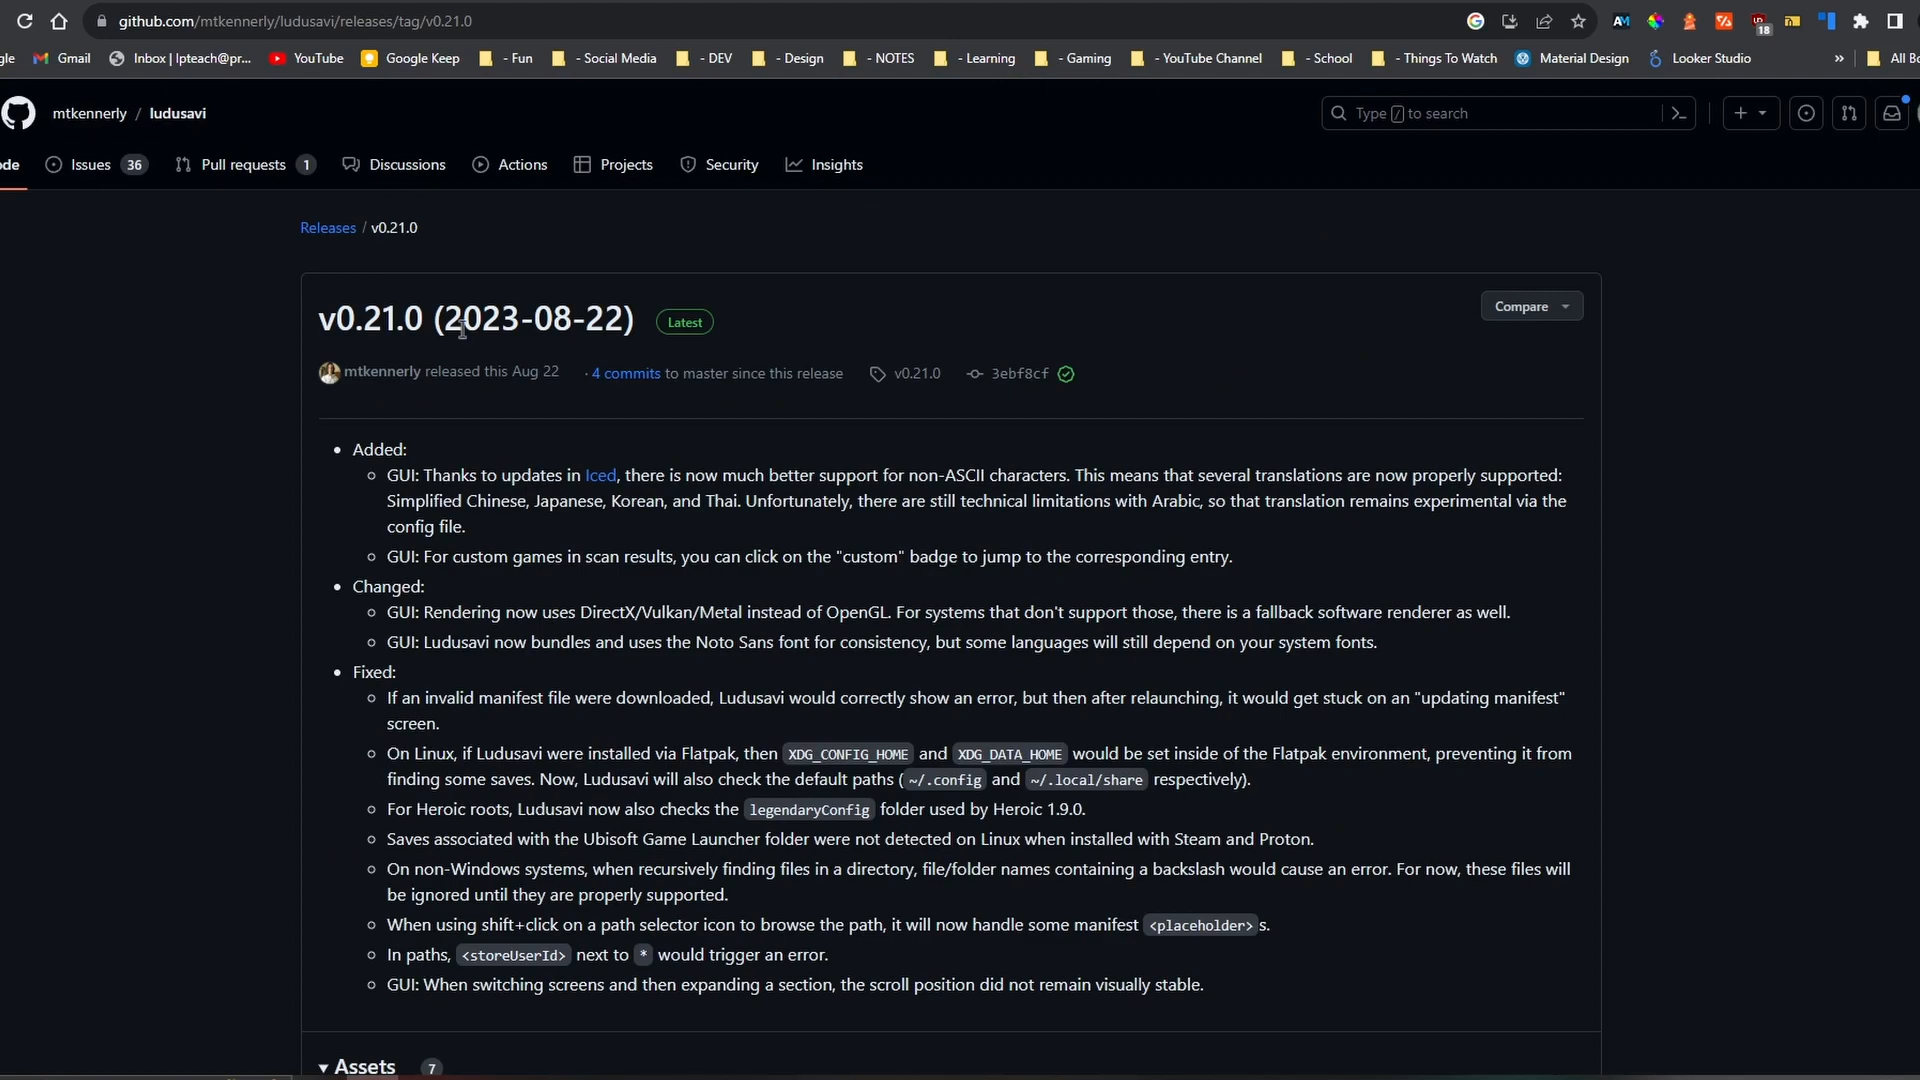 github.com/mtkennerly/ludusavi/releases/tag/v0.21.0
18
gle Gmail Inbox | lpteach@pr... YouTube Google Keep - Fun - Social Media - DEV - Design - NOTES - Learning - Gaming - YouTube Channel - School - Things To Watch Material Design Looker Studio » All Bo
mtkennerly / ludusavi Type / to search
ode Issues 36 Pull requests 1 Discussions Actions Projects Security Insights
Releases / v0.21.0
v0.21.0 (2023-08-22) Latest Compare
mtkennerly released this Aug 22 · 4 commits to master since this release v0.21.0 3ebf8cf
• Added:
GUI: Thanks to updates in Iced, there is now much better support for non-ASCII characters. This means that several translations are now properly supported:
Simplified Chinese, Japanese, Korean, and Thai. Unfortunately, there are still technical limitations with Arabic, so that translation remains experimental via the
config file.
GUI: For custom games in scan results, you can click on the "custom" badge to jump to the corresponding entry.
• Changed:
GUI: Rendering now uses DirectX/Vulkan/Metal instead of OpenGL. For systems that don't support those, there is a fallback software renderer as well.
GUI: Ludusavi now bundles and uses the Noto Sans font for consistency, but some languages will still depend on your system fonts.
• Fixed:
If an invalid manifest file were downloaded, Ludusavi would correctly show an error, but then after relaunching, it would get stuck on an "updating manifest"
screen.
On Linux, if Ludusavi were installed via Flatpak, then XDG_CONFIG_HOME and XDG_DATA_HOME would be set inside of the Flatpak environment, preventing it from
finding some saves. Now, Ludusavi will also check the default paths (~/.config and ~/.local/share respectively).
For Heroic roots, Ludusavi now also checks the legendaryConfig folder used by Heroic 1.9.0.
Saves associated with the Ubisoft Game Launcher folder were not detected on Linux when installed with Steam and Proton.
On non-Windows systems, when recursively finding files in a directory, file/folder names containing a backslash would cause an error. For now, these files will
be ignored until they are properly supported.
When using shift+click on a path selector icon to browse the path, it will now handle some manifest <placeholder>s.
In paths, <storeUserId> next to * would trigger an error.
GUI: When switching screens and then expanding a section, the scroll position did not remain visually stable.
Assets 7